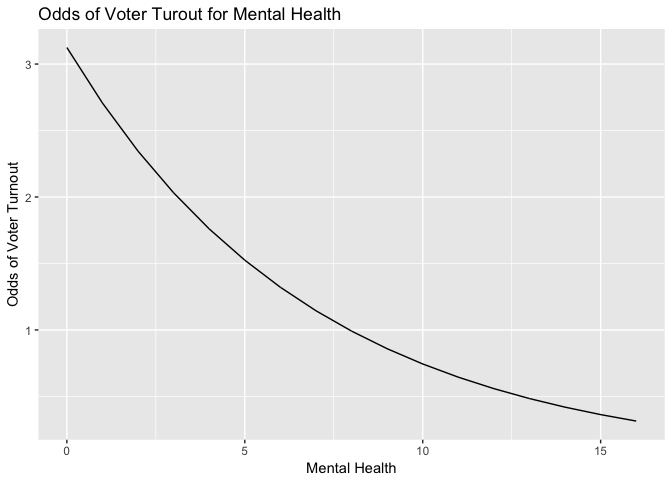 Odds of Voter Turout for Mental Health
3
2
1
Odds of Voter Turnout
0
5
10
15
Mental Health